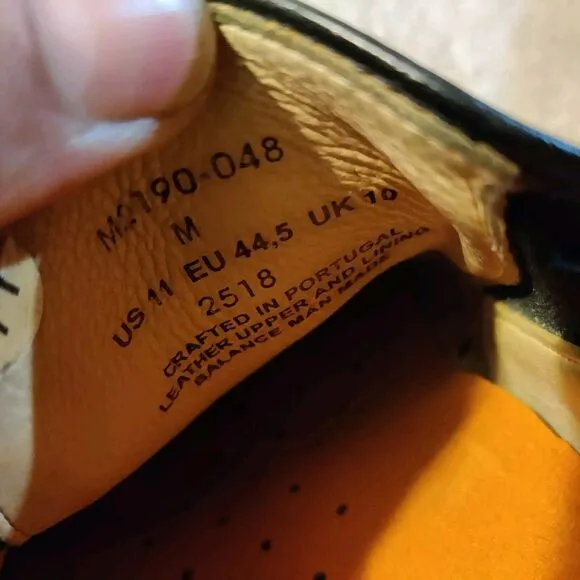 M2190-048
M
US 11 EU 44,5 UK 10
2518
CRAFTED IN PORTUGAL
LEATHER UPPER AND LINING
BALANCE MAN MADE